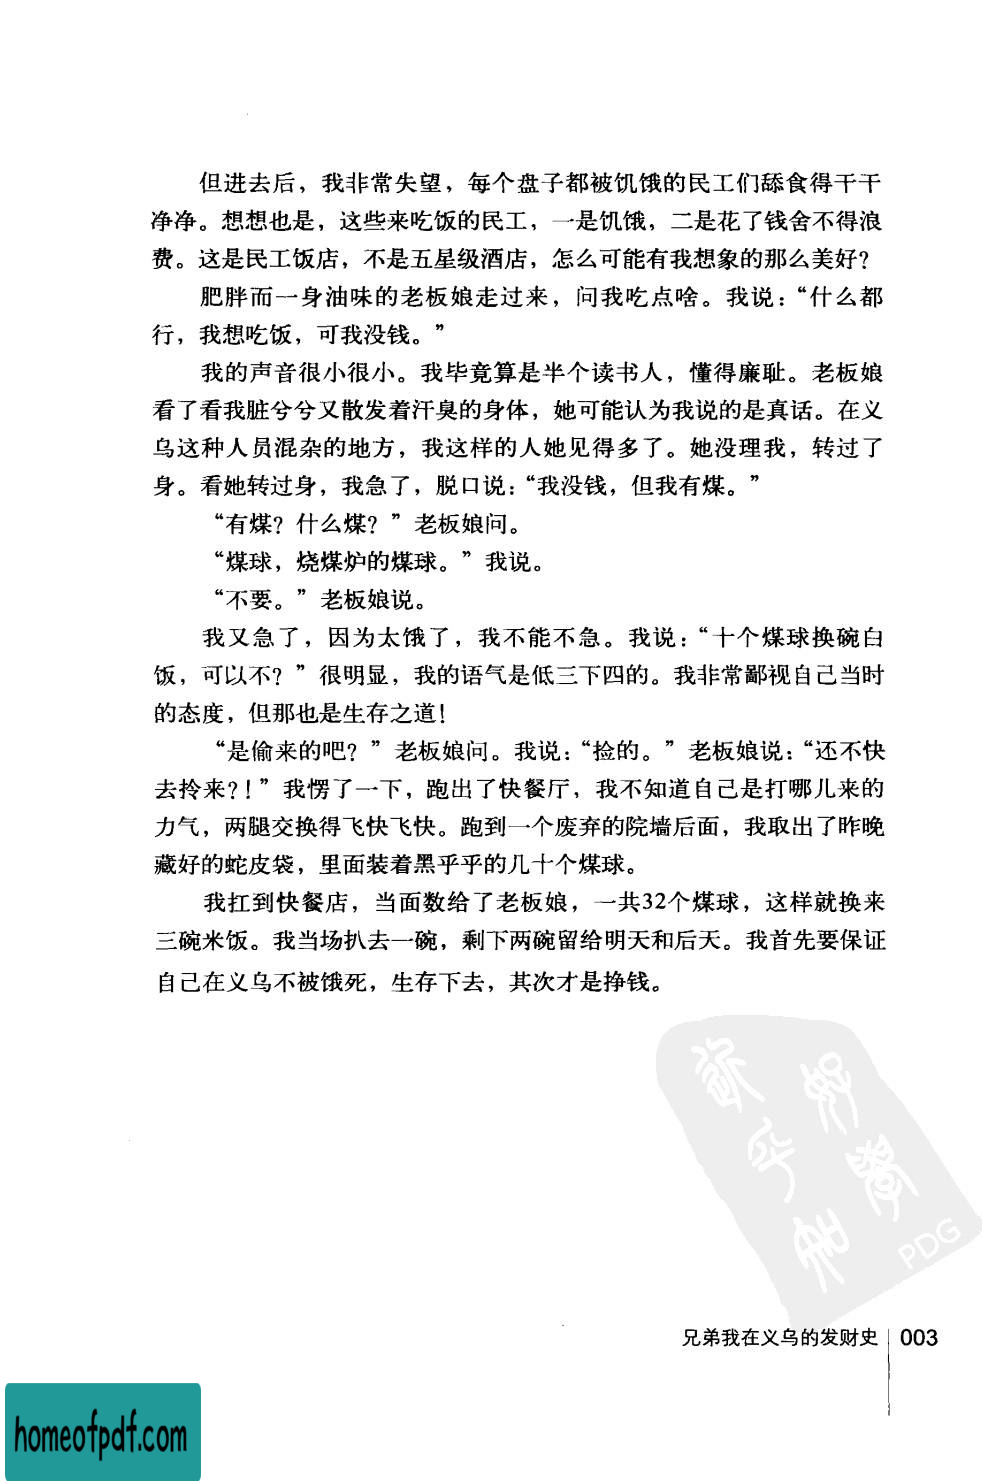 但进去后，我非常失望，每个盘子都被饥饿的民工们舔食得干干
净净。想想也是，这些来吃饭的民工，一是饥饿，二是花了钱舍不得浪
费。这是民工饭店，不是五星级酒店，怎么可能有我想象的那么美好？
肥胖而一身油味的老板娘走过来，问我吃点啥。我说：“什么都
行，我想吃饭，可我没钱。”
我的声音很小很小。我毕竟算是半个读书人，懂得廉耻。老板娘
看了看我脏兮兮又散发着汗臭的身体，她可能认为我说的是真话。在义
乌这种人员混杂的地方，我这样的人她见得多了。她没理我，转过了
身。看她转过身，我急了，脱口说：“我没钱，但我有煤。”
“有煤？什么煤？”老板娘问。
“煤球，烧煤炉的煤球。”我说。
“不要。”老板娘说。
我又急了，因为太饿了，我不能不急。我说：“十个煤球换碗白
饭，可以不？”很明显，我的语气是低三下四的。我非常鄙视自己当时
的态度，但那也是生存之道！
“是偷来的吧？”老板娘问。我说：“捡的。”老板娘说：“还不快
去拎来？！”我愣了一下，跑出了快餐厅，我不知道自己是打哪儿来的
力气，两腿交换得飞快飞快。跑到一个废弃的院墙后面，我取出了昨晚
藏好的蛇皮袋，里面装着黑乎乎的几十个煤球。
我扛到快餐店，当面数给了老板娘，一共32个煤球，这样就换来
三碗米饭。我当场扒去一碗，剩下两碗留给明天和后天。我首先要保证
自己在义乌不被饿死，生存下去，其次才是挣钱。
PDG
兄弟我在义乌的发财史 003
homeofpdf.com